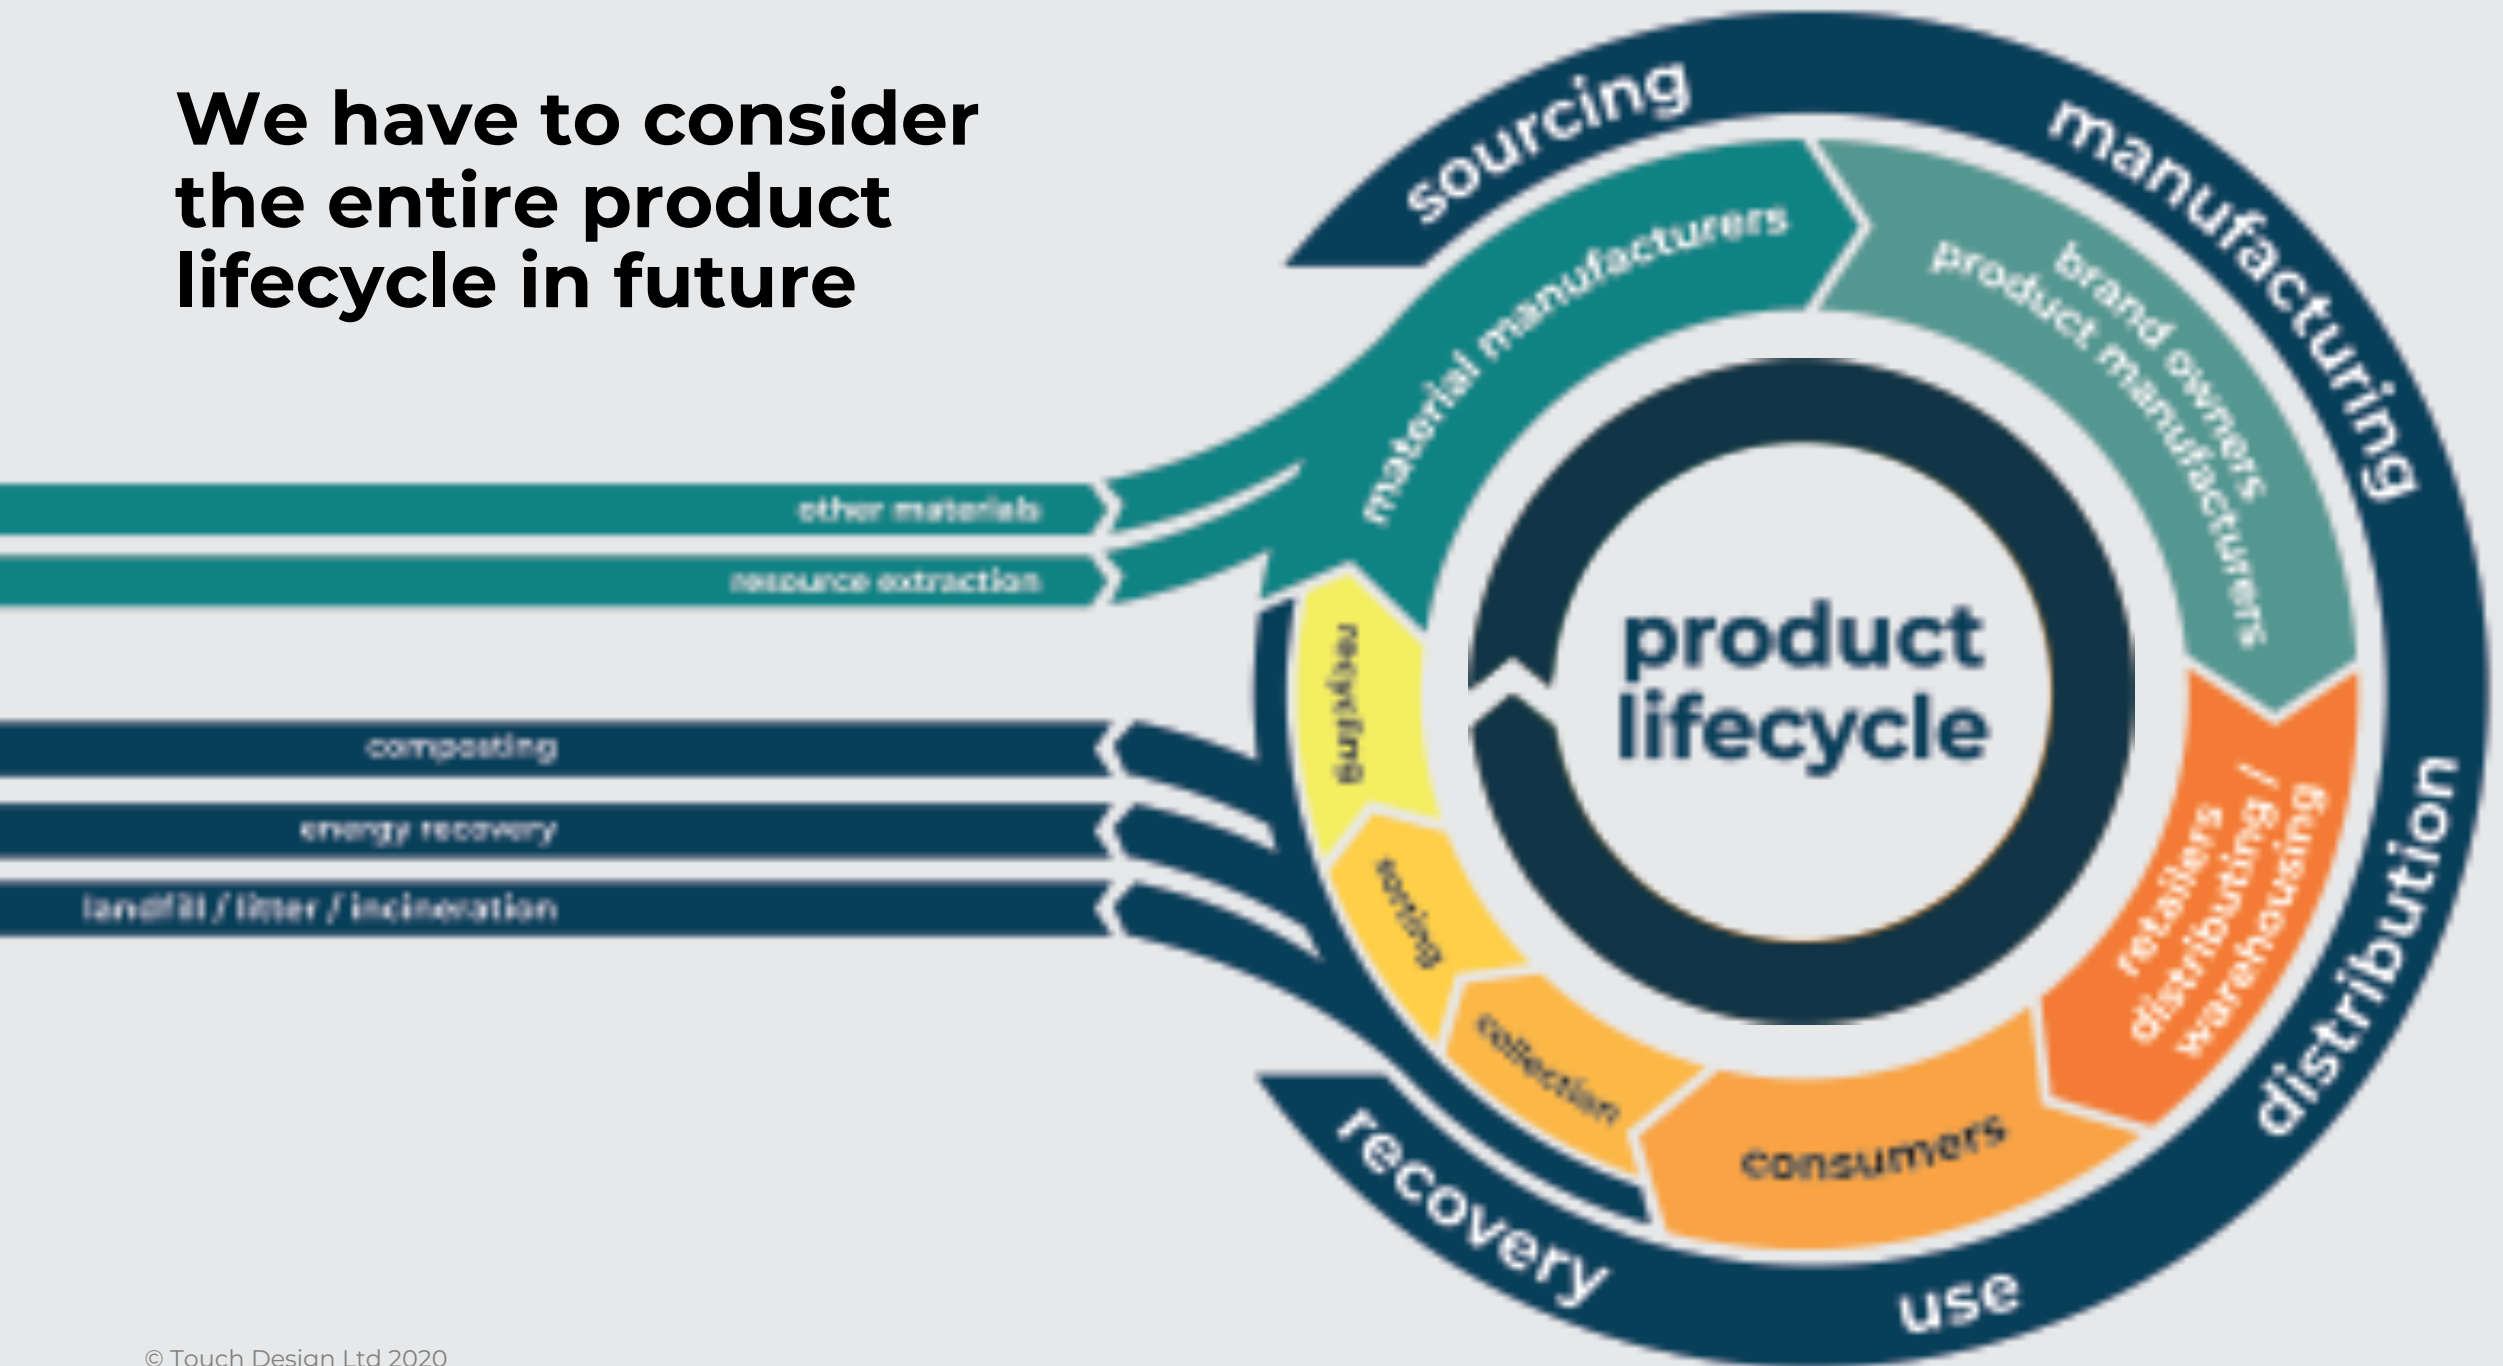 We have to consider
the entire product
lifecycle in future
sourcing
manufacturing
distribution
use
recovery
material manufacturers
brand owners
product manufacturers
retailers
distributing /
warehousing
consumers
collection
sorting
recycling
product
lifecycle
other materials
resource extraction
composting
energy recovery
landfill / litter / incineration
© Touch Design Ltd 2020